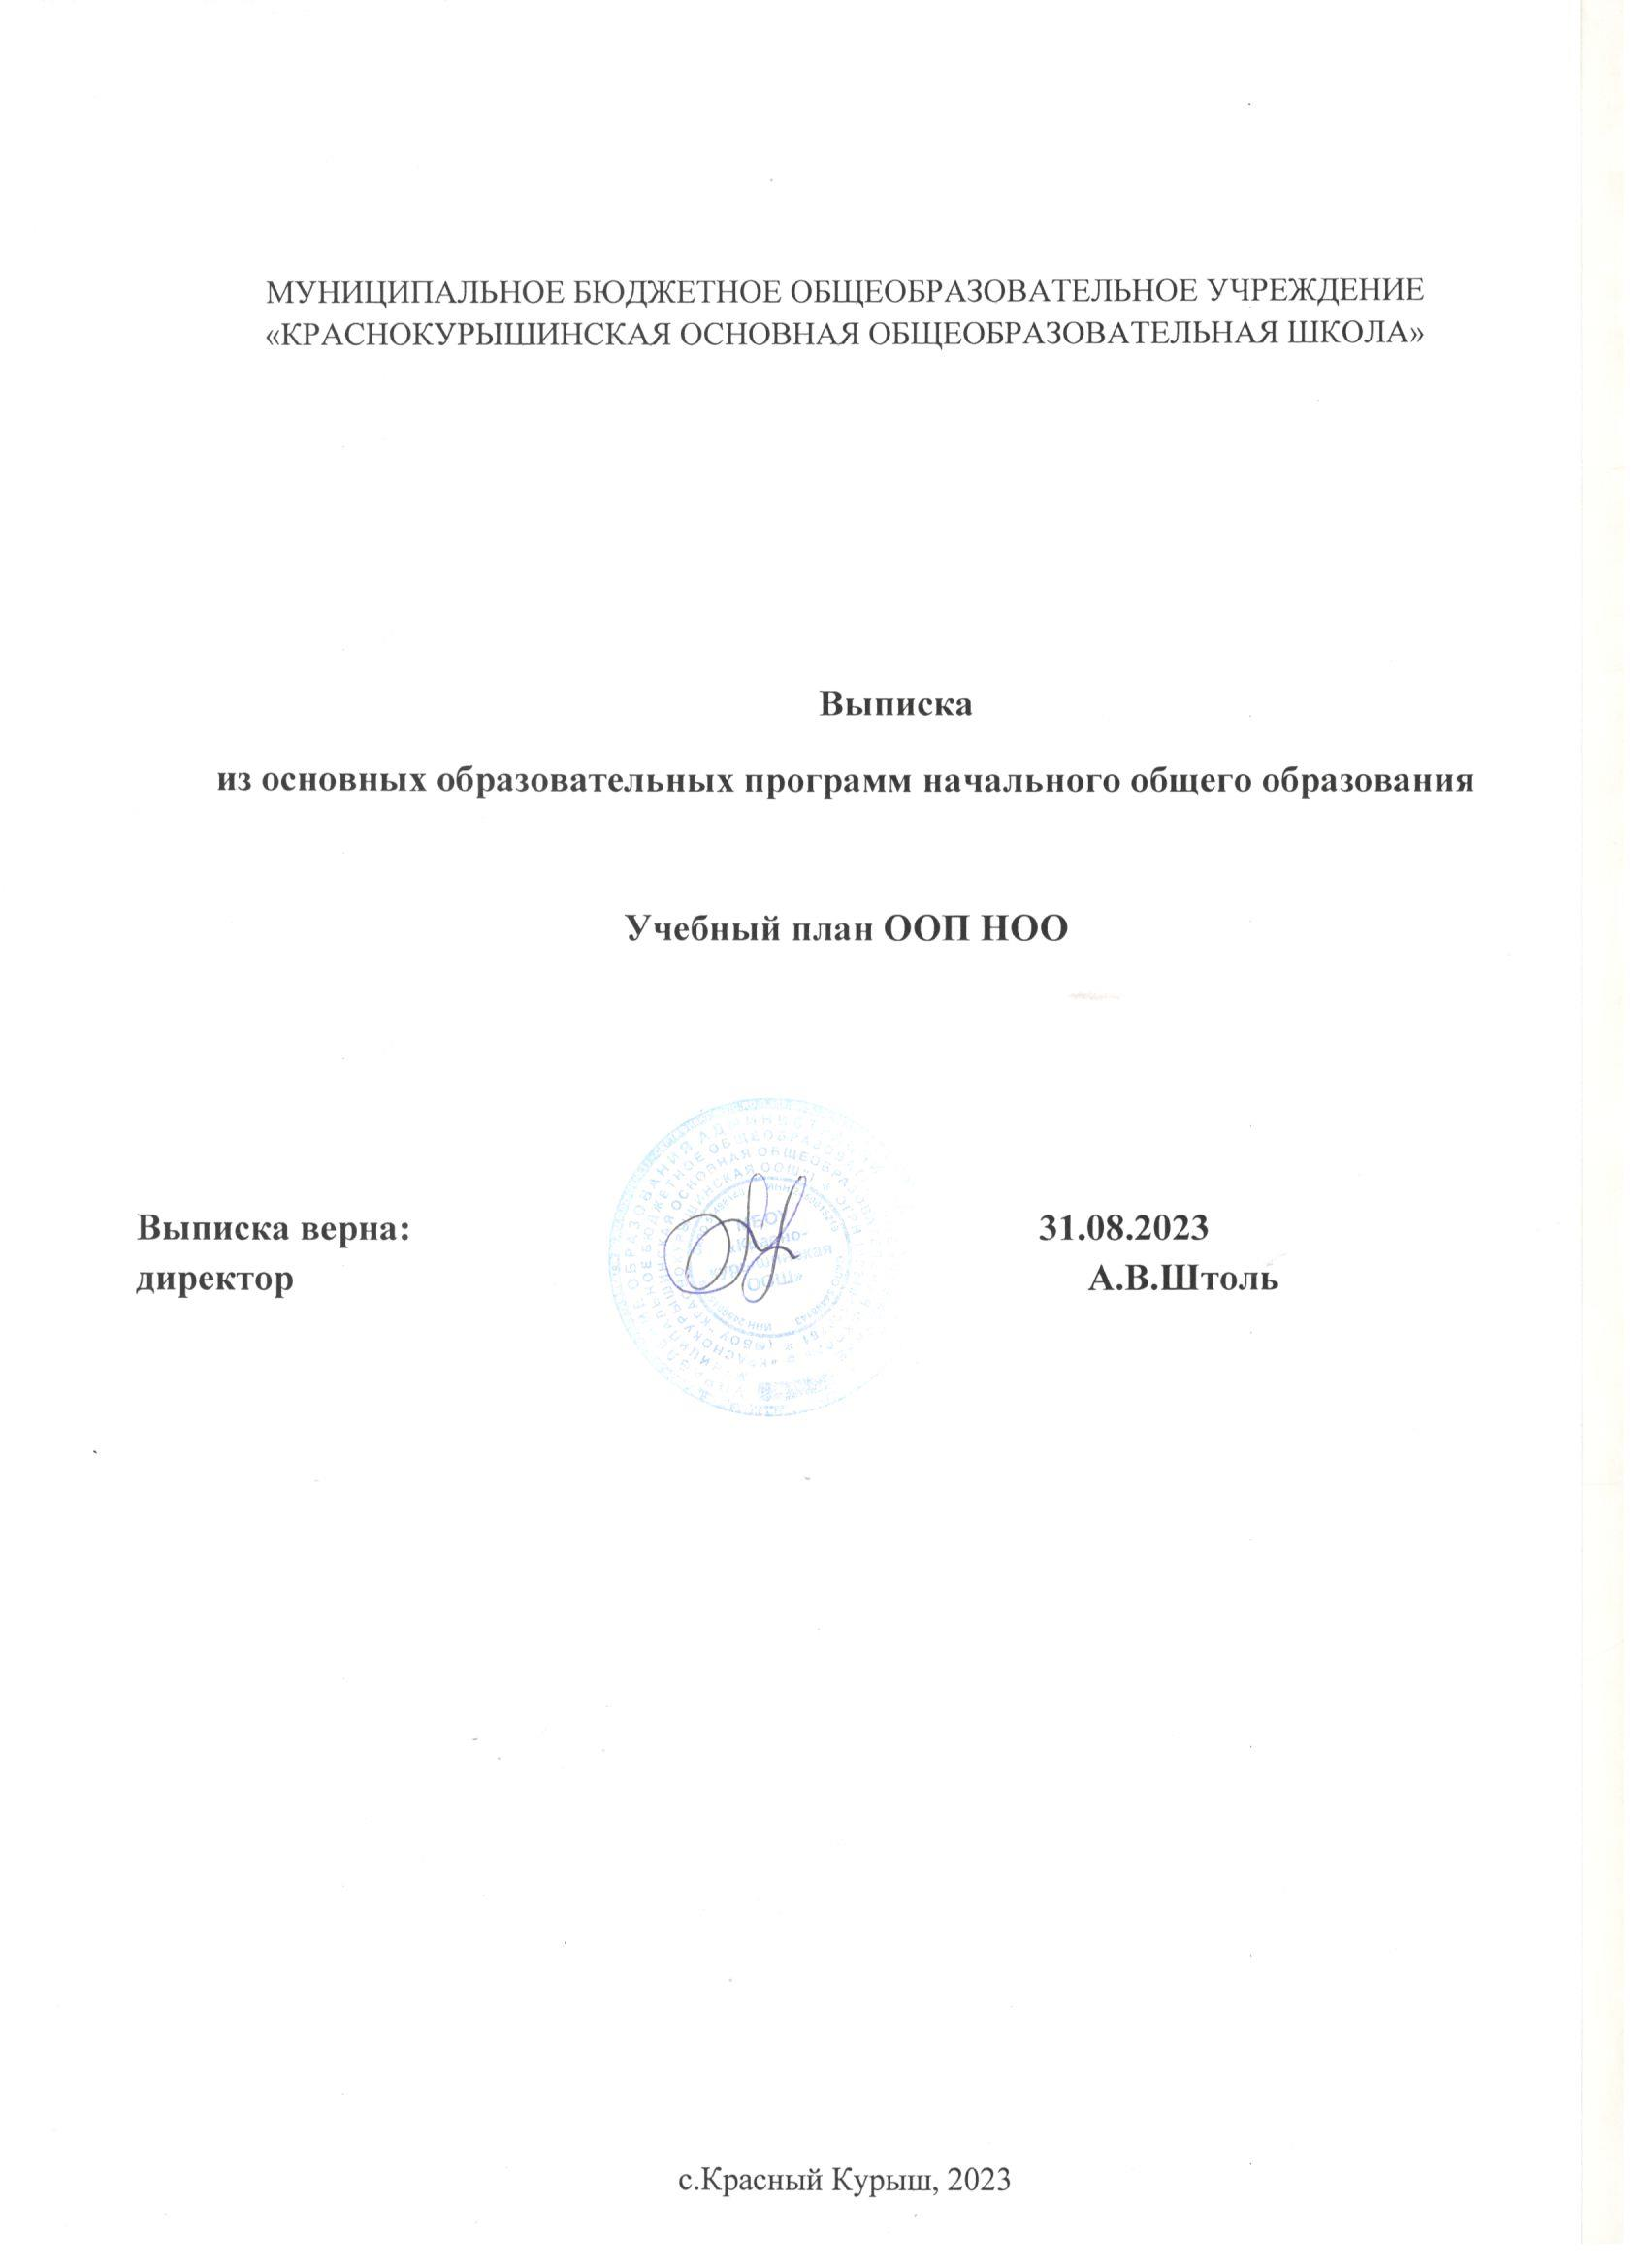 МУНИЦИПАЛЬНОЕ БЮДЖЕТНОЕ ОБЩЕОБРАЗОВАТЕЛЬНОЕ УЧРЕЖДЕНИЕ
«КРАСНОКУРЫШИНСКАЯ ОСНОВНАЯ ОБЩЕОБРАЗОВАТЕЛЬНАЯ ШКОЛА»
Выписка
из основных образовательных программ начального общего образования
Учебный план ООП НОО
Выписка верна: 31.08.2023
директор А.В.Штоль
с.Красный Курыш, 2023